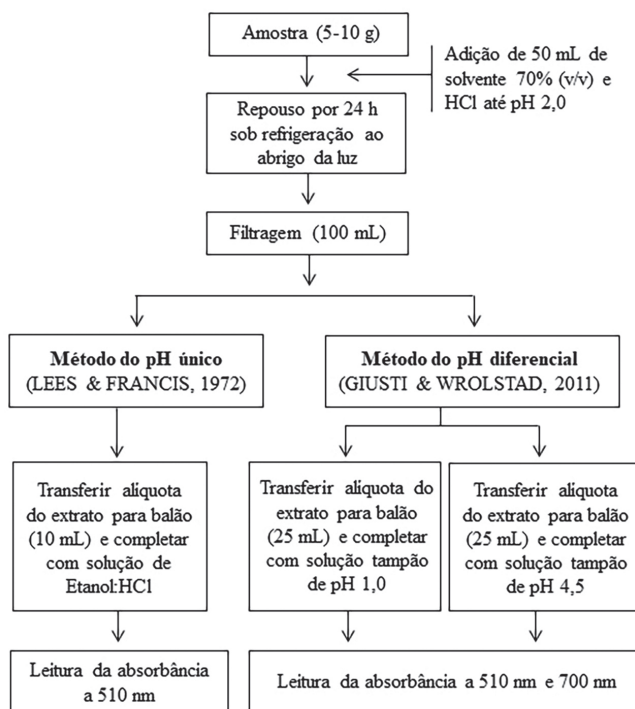 Amostra (5-10 g)
Adição de 50 mL de
solvente 70% (v/v) e
HCl até pH 2,0
Repouso por 24 h
sob refrigeração ao
abrigo da luz
Filtragem (100 mL)
Método do pH único
(LEES & FRANCIS, 1972)
Método do pH diferencial
(GIUSTI & WROLSTAD, 2011)
Transferir aliquota
do extrato para balão
(10 mL) e completar
com solução de
Etanol:HCl
Transferir aliquota do
extrato para balão
(25 mL) e completar
com solução tampão
de pH 1,0
Transferir aliquota do
extrato para balão
(25 mL) e completar
com solução tampão
de pH 4,5
Leitura da absorbância
a 510 nm
Leitura da absorbância a 510 nm e 700 nm